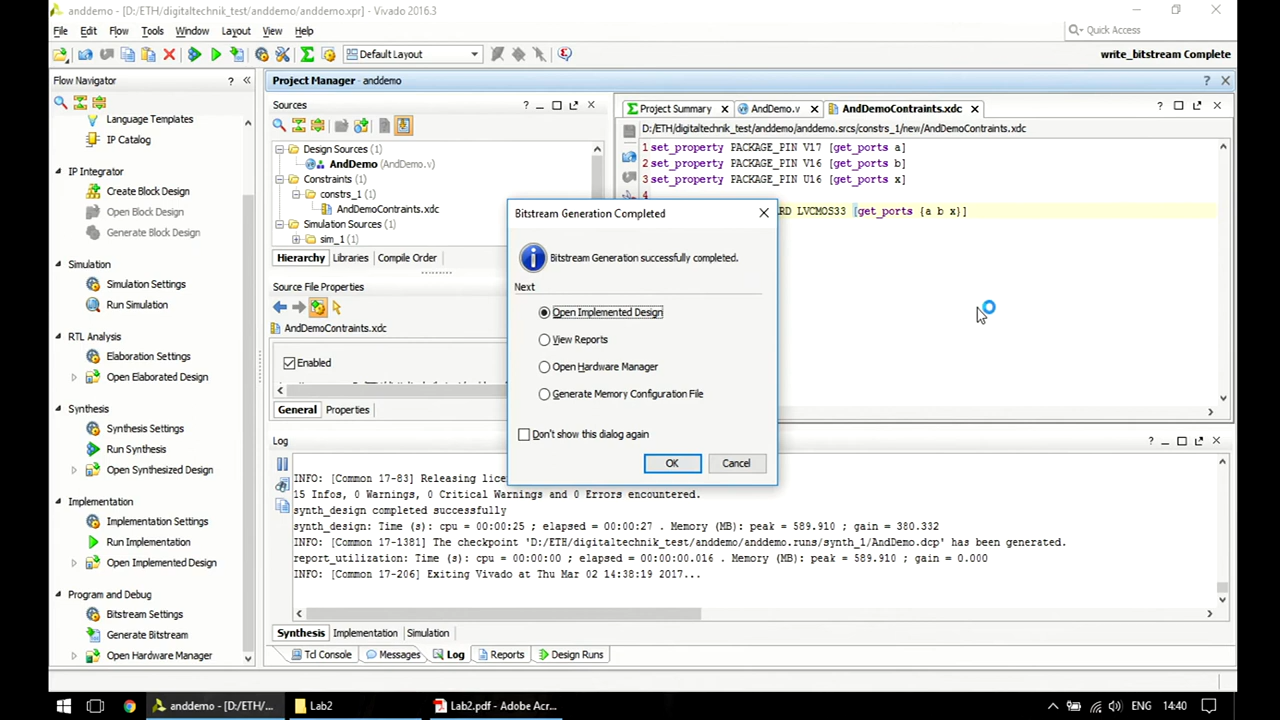 anddemo - [D:/ETH/digitaltechnik_test/anddemo/anddemo.xpr] - Vivado 2016.3
File Edit Flow Tools Window Layout View Help
Quick Access
Default Layout
write_bitstream Complete
Flow Navigator ? «
Language Templates
IP Catalog
IP Integrator
Create Block Design
Open Block Design
Generate Block Design
Simulation
Simulation Settings
Run Simulation
RTL Analysis
Elaboration Settings
Open Elaborated Design
Synthesis
Synthesis Settings
Run Synthesis
Open Synthesized Design
Implementation
Implementation Settings
Run Implementation
Open Implemented Design
Program and Debug
Bitstream Settings
Generate Bitstream
Open Hardware Manager
Project Manager - anddemo
Sources
Design Sources (1)
AndDemo (AndDemo.v)
Constraints (1)
constrs_1 (1)
AndDemoContraints.xdc
Simulation Sources (1)
sim_1 (1)
Hierarchy Libraries Compile Order
Source File Properties
AndDemoContraints.xdc
Enabled
General Properties
Project Summary AndDemo.v AndDemoContraints.xdc
D:/ETH/digitaltechnik_test/anddemo/anddemo.srcs/constrs_1/new/AndDemoContraints.xdc
1 set_property PACKAGE_PIN V17 [get_ports a]
2 set_property PACKAGE_PIN V16 [get_ports b]
3 set_property PACKAGE_PIN U16 [get_ports x]
4
RD LVCMOS33 [get_ports {a b x}]
Bitstream Generation Completed
Bitstream Generation successfully completed.
Next
Open Implemented Design
View Reports
Open Hardware Manager
Generate Memory Configuration File
Don't show this dialog again
OK Cancel
Log
INFO: [Common 17-83] Releasing lice
15 Infos, 0 Warnings, 0 Critical Warnings and 0 Errors encountered.
synth_design completed successfully
synth_design: Time (s): cpu = 00:00:25 ; elapsed = 00:00:27 . Memory (MB): peak = 589.910 ; gain = 380.332
INFO: [Common 17-1381] The checkpoint 'D:/ETH/digitaltechnik_test/anddemo/anddemo.runs/synth_1/AndDemo.dcp' has been generated.
report_utilization: Time (s): cpu = 00:00:00 ; elapsed = 00:00:00.016 . Memory (MB): peak = 589.910 ; gain = 0.000
INFO: [Common 17-206] Exiting Vivado at Thu Mar 02 14:38:19 2017...
Synthesis Implementation Simulation
Tcl Console Messages Log Reports Design Runs
anddemo - [D:/ETH/... Lab2 Lab2.pdf - Adobe Acr... ENG 14:40